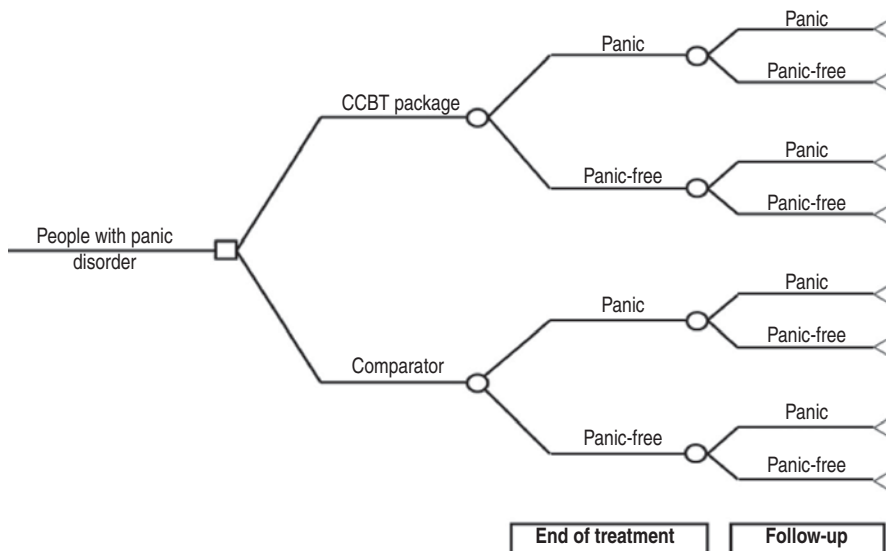 Panic
Panic
Panic-free
CCBT package
Panic
Panic-free
Panic-free
People with panic
disorder
Panic
Panic
Panic-free
Comparator
Panic
Panic-free
Panic-free
End of treatment
Follow-up